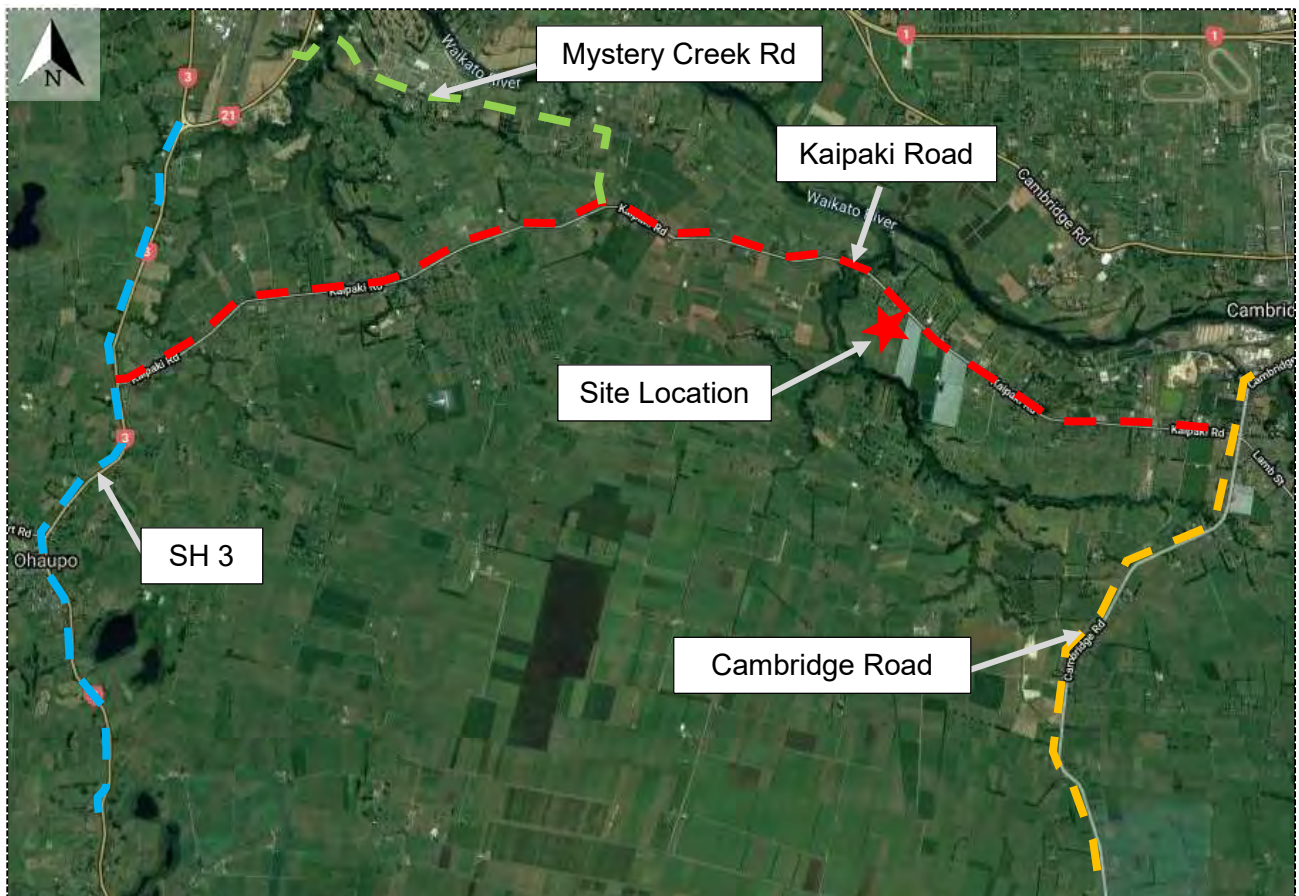 N
Mystery Creek Rd
1
1
3
Waikato River
21
Kaipaki Road
Cambridge Rd
Waikato River
Kaipaki Rd
3
Kaipaki Rd
Cambrid
Site Location
Kaipaki Rd
Kaipaki Rd
Cambridge
3
Kaipaki Rd
Lamb St
SH 3
rt Rd
Ohaupo
Cambridge Rd
Cambridge Road